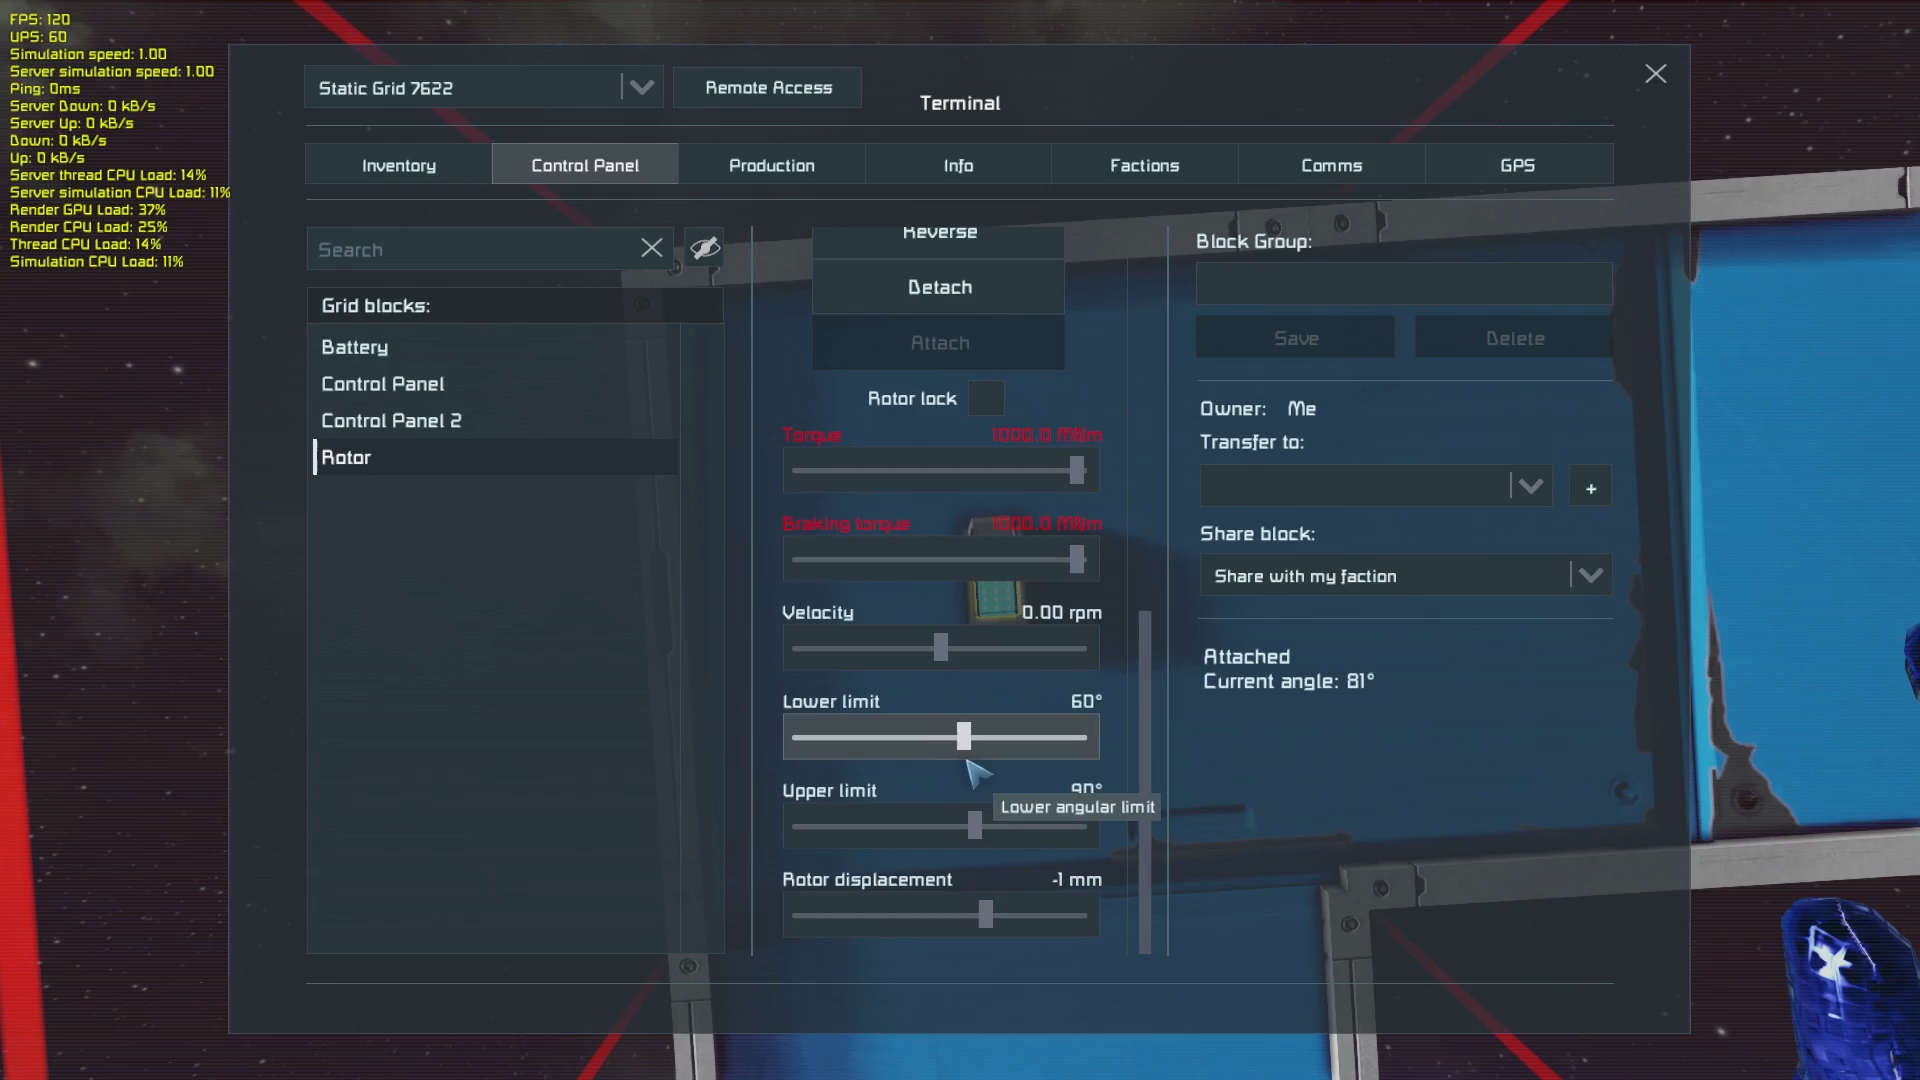 FPS: 120
UPS: 60
Simulation speed: 1.00
Server simulation speed: 1.00
Ping: 0ms
Server Down: 0 kB/s
Server Up: 0 kB/s
Down: 0 kB/s
Up: 0 kB/s
Server thread CPU Load: 14%
Server simulation CPU Load: 11%
Render GPU Load: 37%
Render CPU Load: 25%
Thread CPU Load: 14%
Simulation CPU Load: 11%
Static Grid 7622
Remote Access
Terminal
Inventory
Control Panel
Production
Info
Factions
Comms
GPS
Search
Grid blocks:
Battery
Control Panel
Control Panel 2
Rotor
Reverse
Detach
Attach
Rotor lock
Torque 1000.0 MNm
Braking torque 1000.0 MNm
Velocity 0.00 rpm
Lower limit 60°
Upper limit 90°
Lower angular limit
Rotor displacement -1 mm
Block Group:
Save
Delete
Owner: Me
Transfer to:
+
Share block:
Share with my faction
Attached
Current angle: 81°